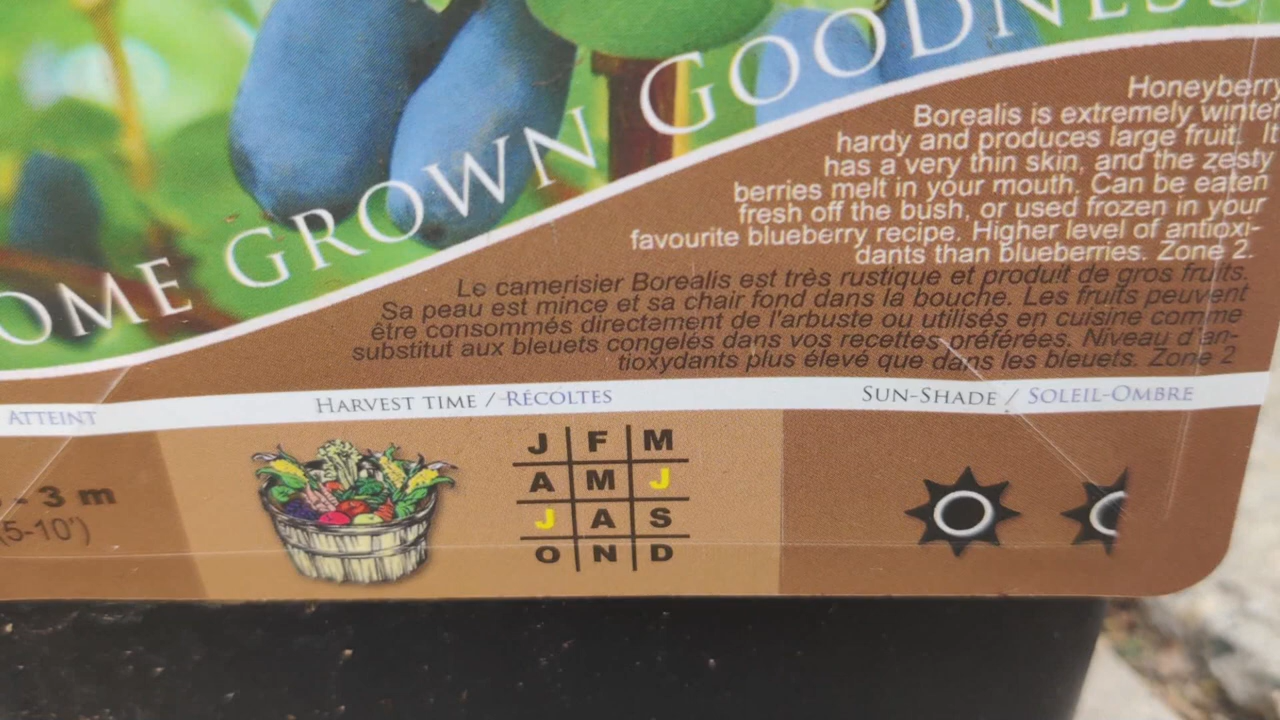 OME GROWN GOODNESS
Honeyberry
Borealis is extremely winter
hardy and produces large fruit. It
has a very thin skin, and the zesty
berries melt in your mouth. Can be eaten
fresh off the bush, or used frozen in your
favourite blueberry recipe. Higher level of antioxi-
dants than blueberries. Zone 2.
Le camerisier Borealis est très rustique et produit de gros fruits.
Sa peau est mince et sa chair fond dans la bouche. Les fruits peuvent
être consommés directement de l'arbuste ou utilisés en cuisine comme
substitut aux bleuets congelés dans vos recettes préférées. Niveau d'an-
tioxydants plus élevé que dans les bleuets. Zone 2
ATTEINT
HARVEST TIME / RÉCOLTES
SUN-SHADE / SOLEIL-OMBRE
- 3 m
(5-10')
J F M
A M J
J A S
O N D